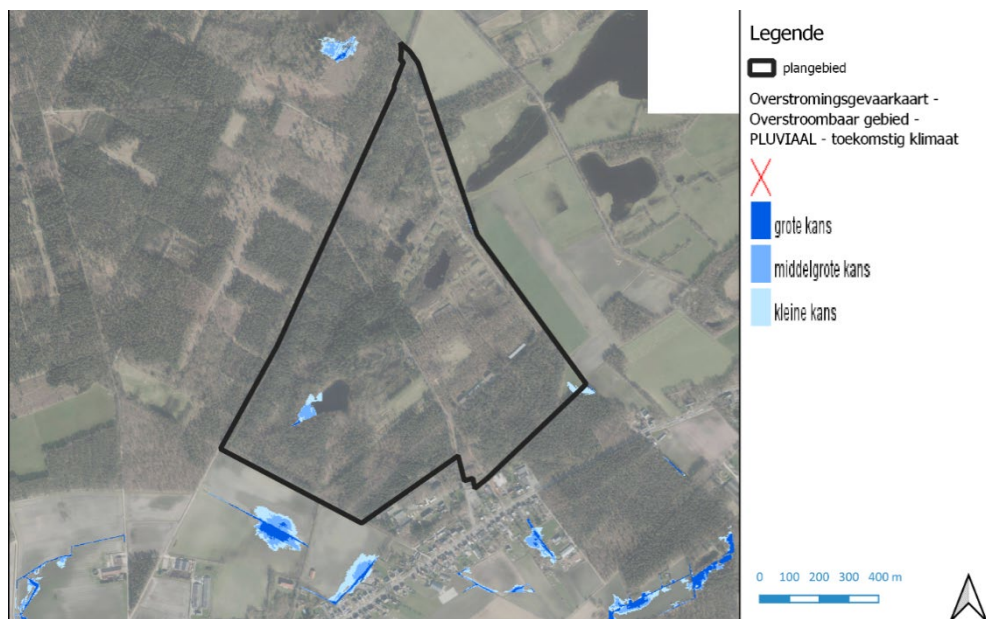 Legende
plangebied
Overstromingsgevaarkaart -
Overstroombaar gebied -
PLUVIAAL - toekomstig klimaat
grote kans
middelgrote kans
kleine kans
0 100 200 300 400 m